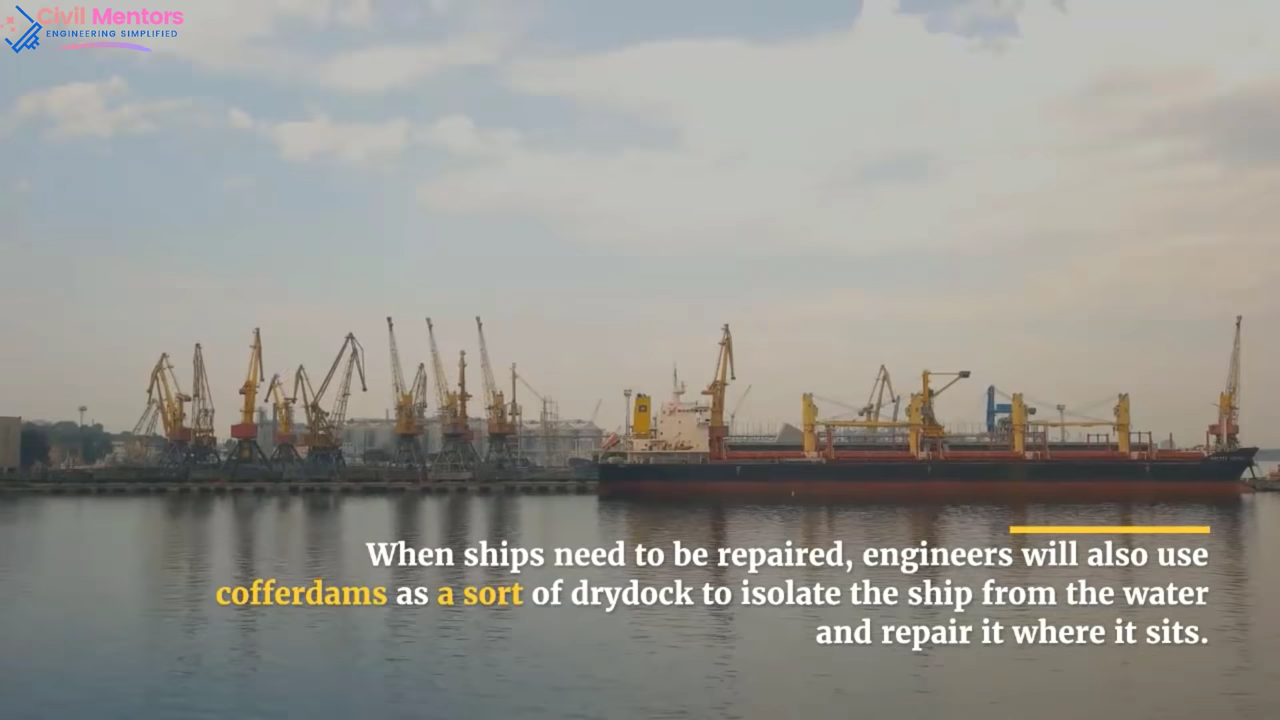 Civil Mentors
ENGINEERING SIMPLIFIED
When ships need to be repaired, engineers will also use
cofferdams as a sort of drydock to isolate the ship from the water
and repair it where it sits.